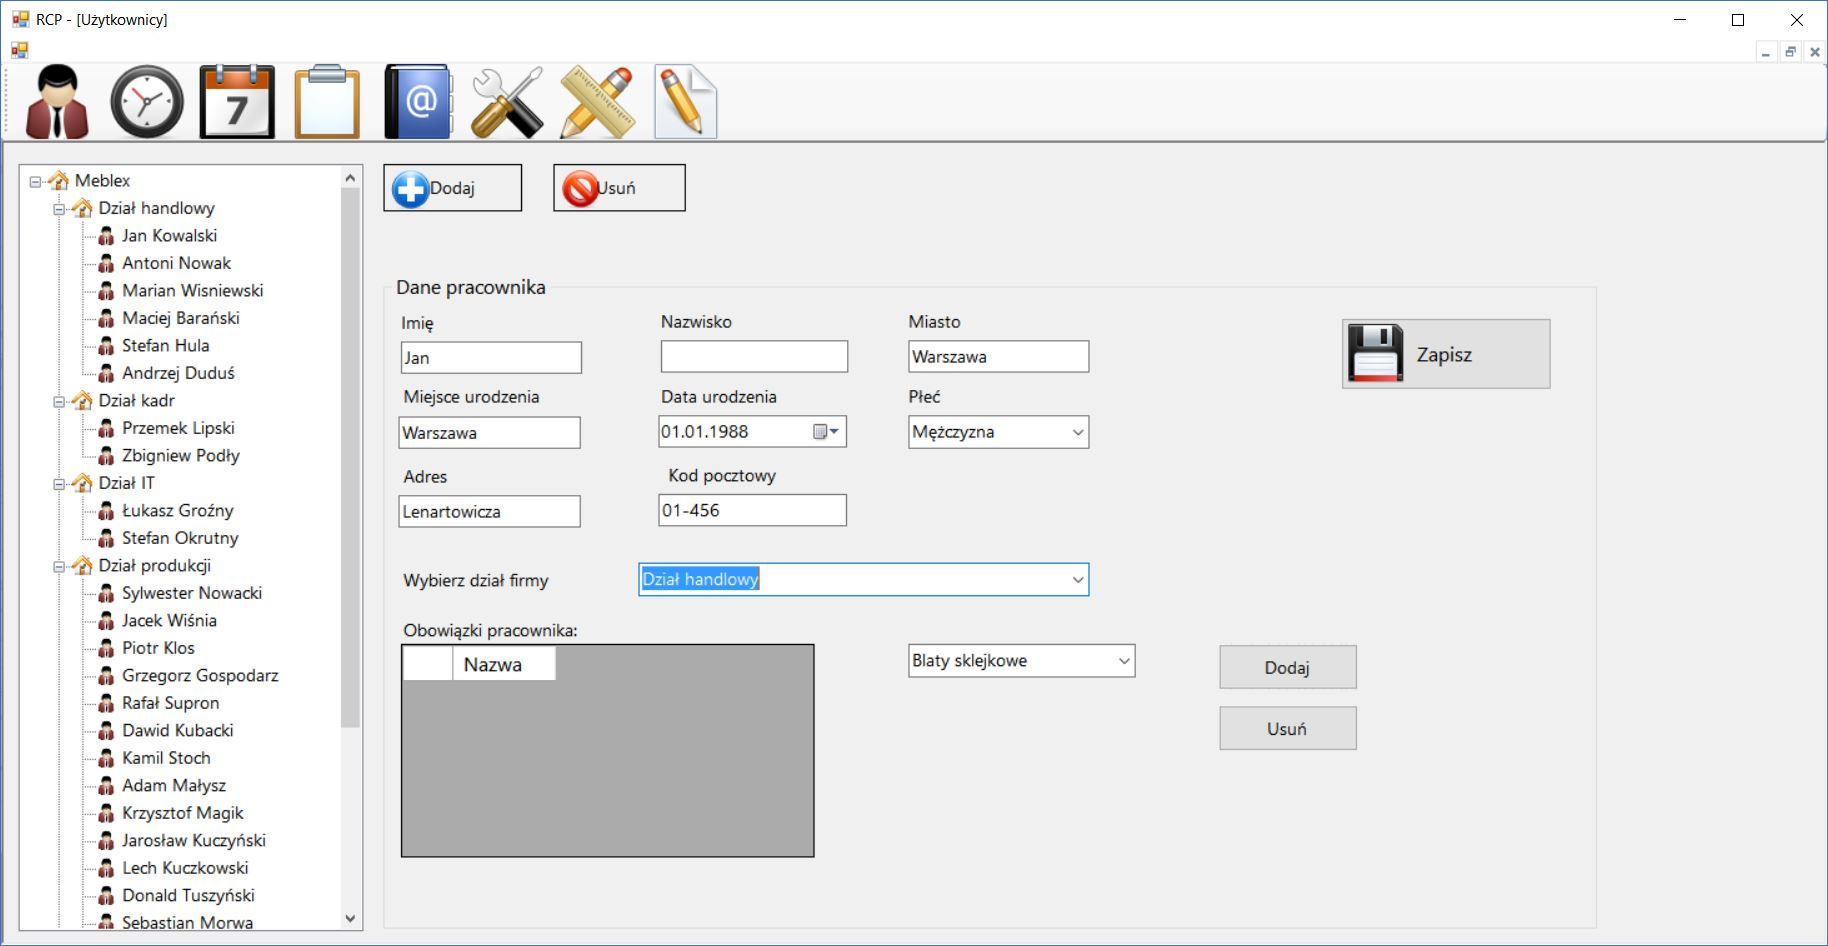 RCP - [Użytkownicy]
7
@
Meblex
Dział handlowy
Jan Kowalski
Antoni Nowak
Marian Wisniewski
Maciej Barański
Stefan Hula
Andrzej Duduś
Dział kadr
Przemek Lipski
Zbigniew Podły
Dział IT
Łukasz Groźny
Stefan Okrutny
Dział produkcji
Sylwester Nowacki
Jacek Wiśnia
Piotr Klos
Grzegorz Gospodarz
Rafał Supron
Dawid Kubacki
Kamil Stoch
Adam Małysz
Krzysztof Magik
Jarosław Kuczyński
Lech Kuczkowski
Donald Tuszyński
Sebastian Morwa
Dodaj
Usuń
Dane pracownika
Imię
Nazwisko
Miasto
Jan
Warszawa
Zapisz
Miejsce urodzenia
Data urodzenia
Płeć
Warszawa
01.01.1988
Mężczyzna
Adres
Kod pocztowy
Lenartowicza
01-456
Wybierz dział firmy
Dział handlowy
Obowiązki pracownika:
Nazwa
Blaty sklejkowe
Dodaj
Usuń